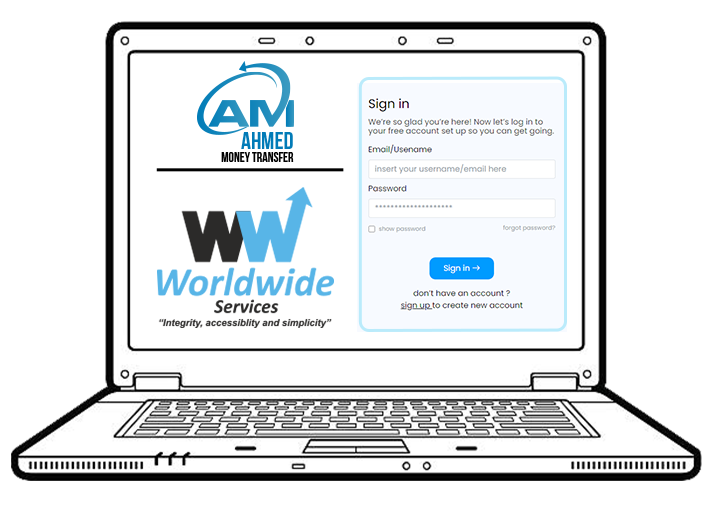 AM
AHMED
MONEY TRANSFER
WW
Worldwide
Services
“Integrity, accessiblity and simplicity”
Sign in
We’re so glad you’re here! Now let’s log in to
your free account set up so you can get going.
Email/Usename
insert your username/email here
Password
********************
show password
forgot password?
Sign in →
don’t have an account ?
sign up to create new account